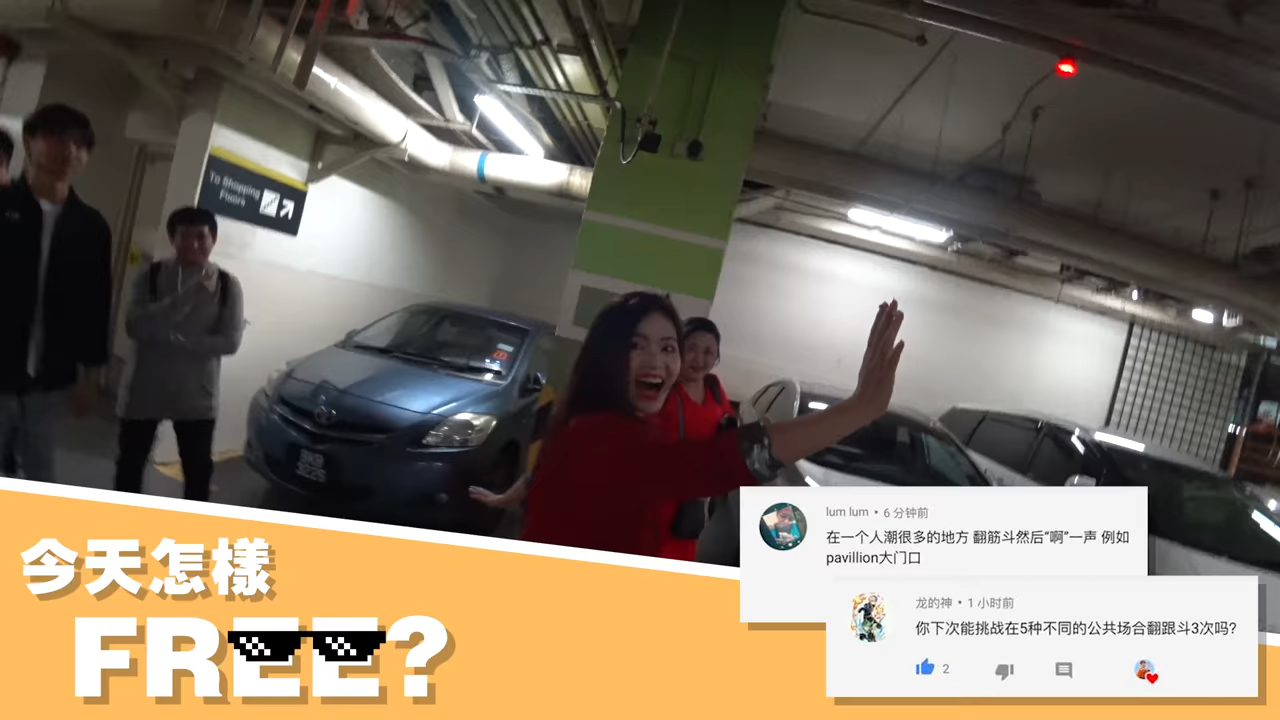 To Shopping
Floors
lum lum • 6 分钟前
在一个人潮很多的地方 翻筋斗然后“啊”一声 例如
pavillion大门口
龙的神 • 1 小时前
你下次能挑战在5种不同的公共场合翻跟斗3次吗?
2
今天怎樣
FREE?